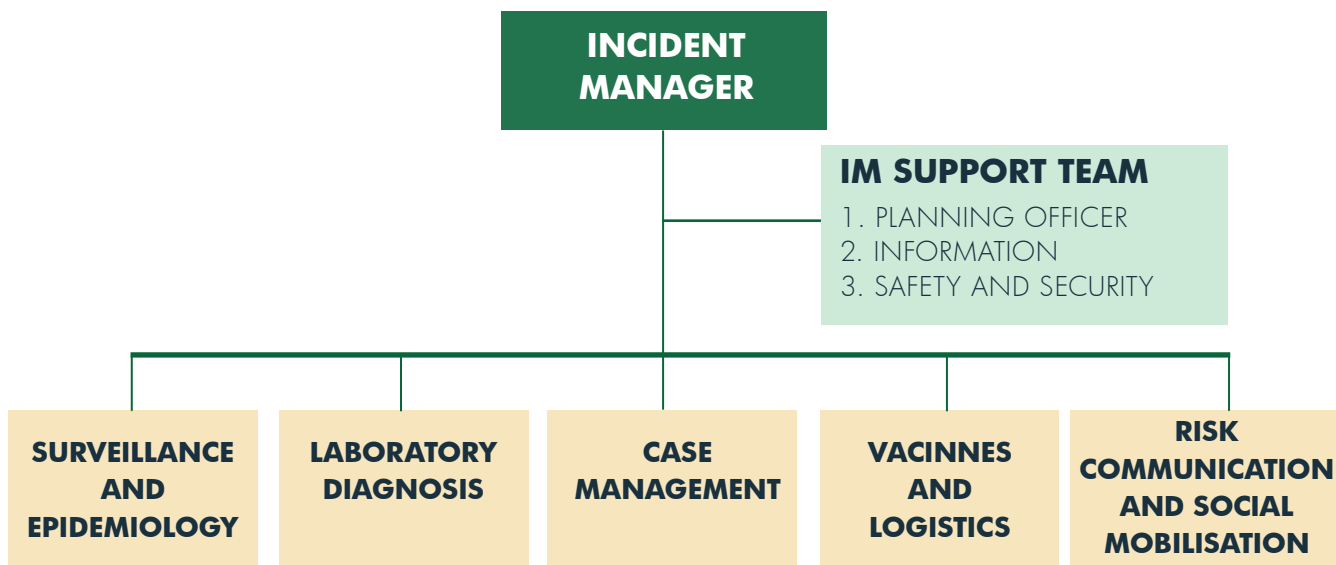 INCIDENT
MANAGER
IM SUPPORT TEAM
1. PLANNING OFFICER
2. INFORMATION
3. SAFETY AND SECURITY
SURVEILLANCE
AND
EPIDEMIOLOGY
LABORATORY
DIAGNOSIS
CASE
MANAGEMENT
VACINNES
AND
LOGISTICS
RISK
COMMUNICATION
AND SOCIAL
MOBILISATION